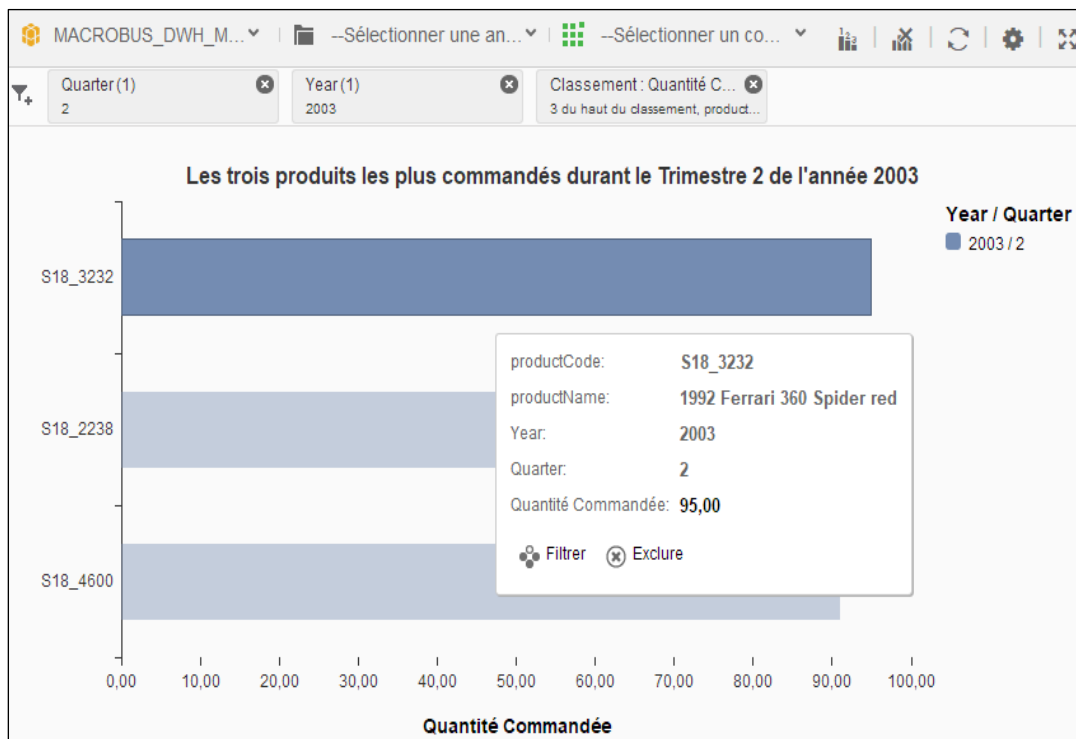 MACROBUS_DWH_M... --Sélectionner une an... --Sélectionner un co...
Quarter (1)
2
Year (1)
2003
Classement : Quantité C...
3 du haut du classement, product...
Les trois produits les plus commandés durant le Trimestre 2 de l'année 2003
Year / Quarter
2003 / 2
S18_3232
S18_2238
S18_4600
productCode: S18_3232
productName: 1992 Ferrari 360 Spider red
Year: 2003
Quarter: 2
Quantité Commandée: 95,00
Filtrer Exclure
0,00 10,00 20,00 30,00 40,00 50,00 60,00 70,00 80,00 90,00 100,00
Quantité Commandée